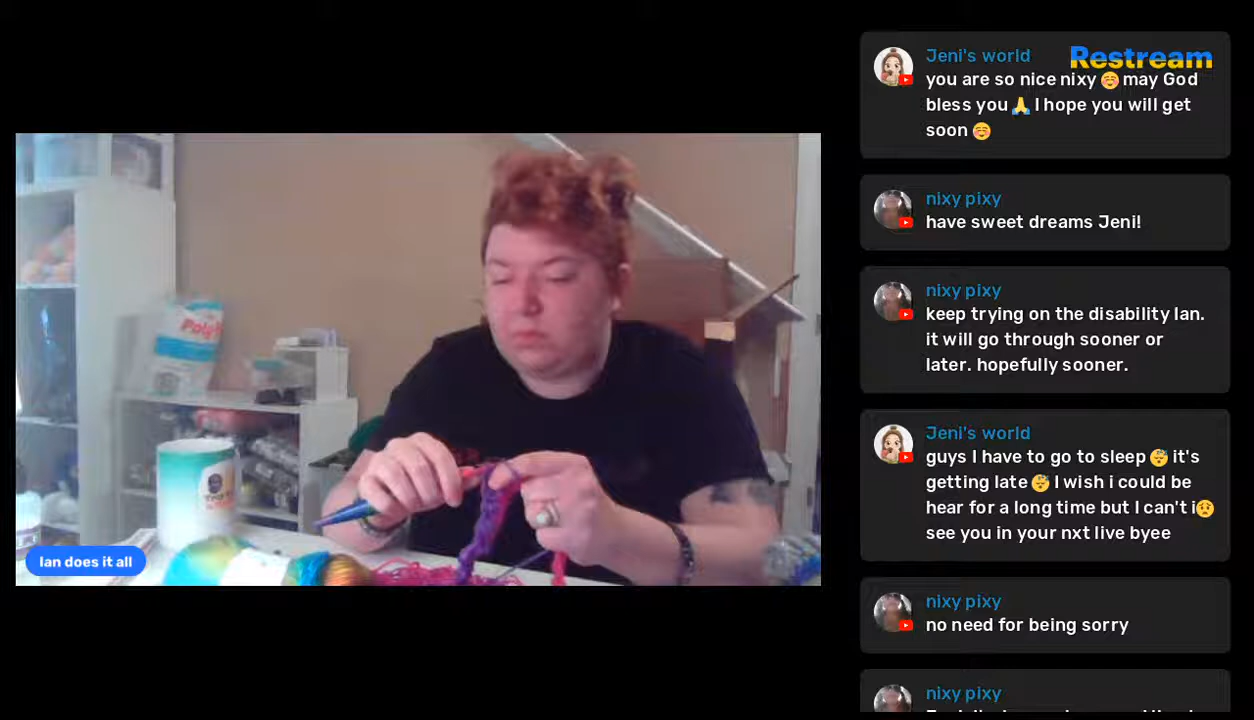 Jeni's world
Restream
you are so nice nixy ☺️ may God
bless you 🙏 I hope you will get
soon ☺️
nixy pixy
have sweet dreams Jeni!
nixy pixy
keep trying on the disability Ian.
it will go through sooner or
later. hopefully sooner.
Jeni's world
guys I have to go to sleep 😴 it's
getting late 😴 I wish i could be
hear for a long time but I can't i😟
see you in your nxt live byee
nixy pixy
no need for being sorry
nixy pixy
Ian does it all